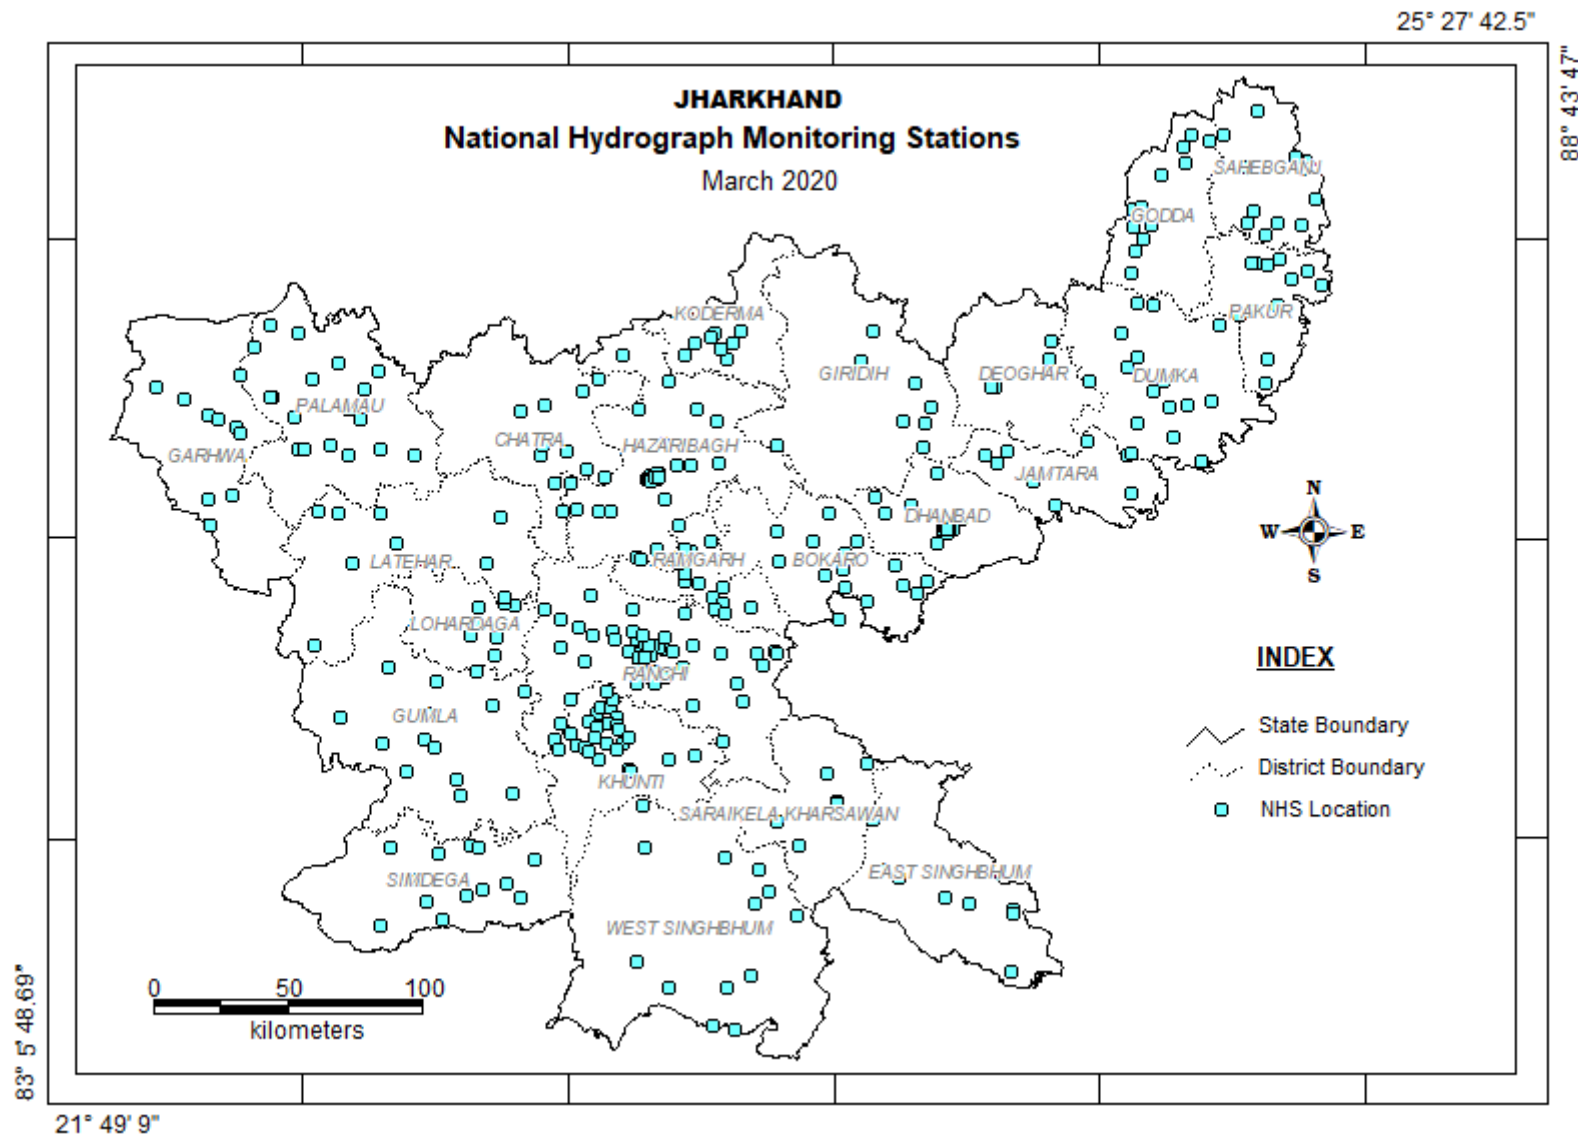 25° 27' 42.5"
88° 43' 47"
JHARKHAND
National Hydrograph Monitoring Stations
March 2020
SAHEBGANJ
GODDA
KODERMA
PAKUR
GIRIDIH
DEOGHAR
DUMKA
PALAMAU
CHATRA
HAZARIBAGH
GARHWA
JAMTARA
N
DHANBAD
W E
LATEHAR
RAMGARH
BOKARO
S
LOHARDAGA
INDEX
RANCHI
GUMLA
State Boundary
District Boundary
KHUNTI
NHS Location
SARAIKELA-KHARSAWAN
SIMDEGA
EAST SINGHBHUM
WEST SINGHBHUM
0 50 100
kilometers
83° 5' 48.69"
21° 49' 9"